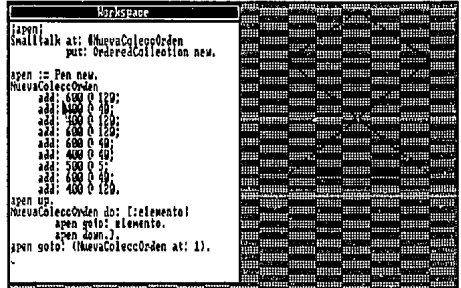 Workspace
|apen|
Smalltalk at: #NuevaColeccOrden
put: OrderedCollection new.
apen := Pen new.
NuevaColeccOrden
add: 600 @ 120;
add: 400 @ 40;
add: 400 @ 120;
add: 600 @ 120;
add: 600 @ 40;
add: 400 @ 40;
add: 500 @ 5;
add: 600 @ 40;
add: 400 @ 120.
apen up.
NuevaColeccOrden do: [:elemento|
apen goto: elemento.
apen down.].
apen goto: (NuevaColeccOrden at: 1).